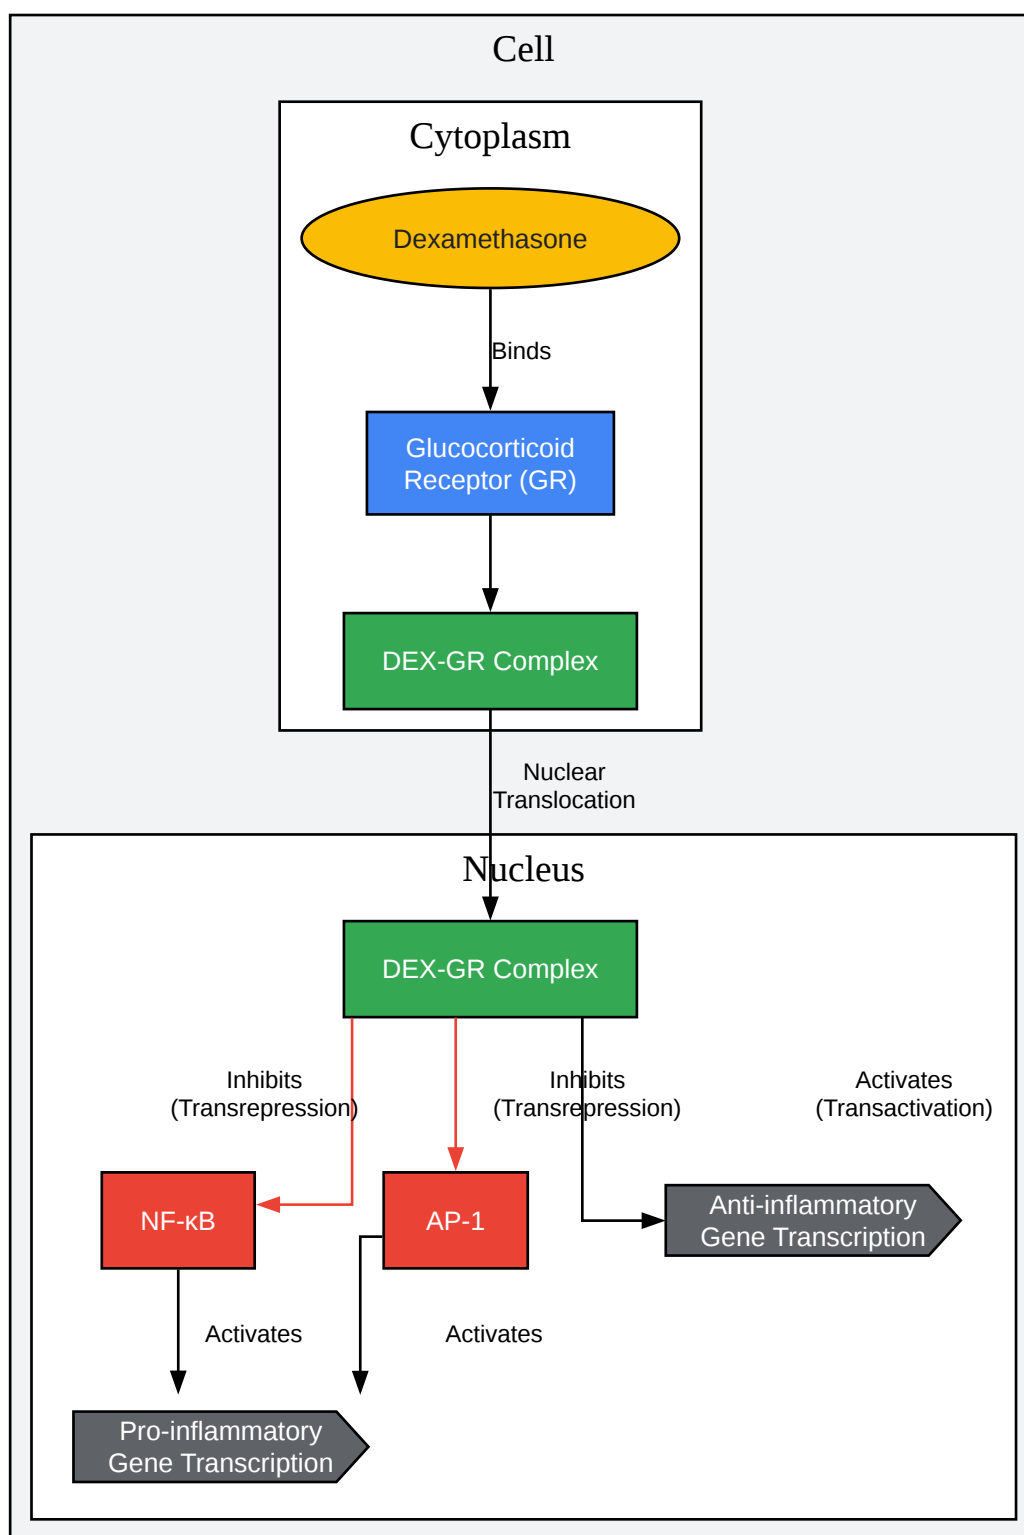 Cell
Cytoplasm
Dexamethasone
Binds
Glucocorticoid
Receptor (GR)
DEX-GR Complex
Nuclear
Translocation
Nucleus
DEX-GR Complex
Inhibits
(Transrepression)
Inhibits
(Transrepression)
Activates
(Transactivation)
NF-κB
AP-1
Anti-inflammatory
Gene Transcription
Activates
Activates
Pro-inflammatory
Gene Transcription